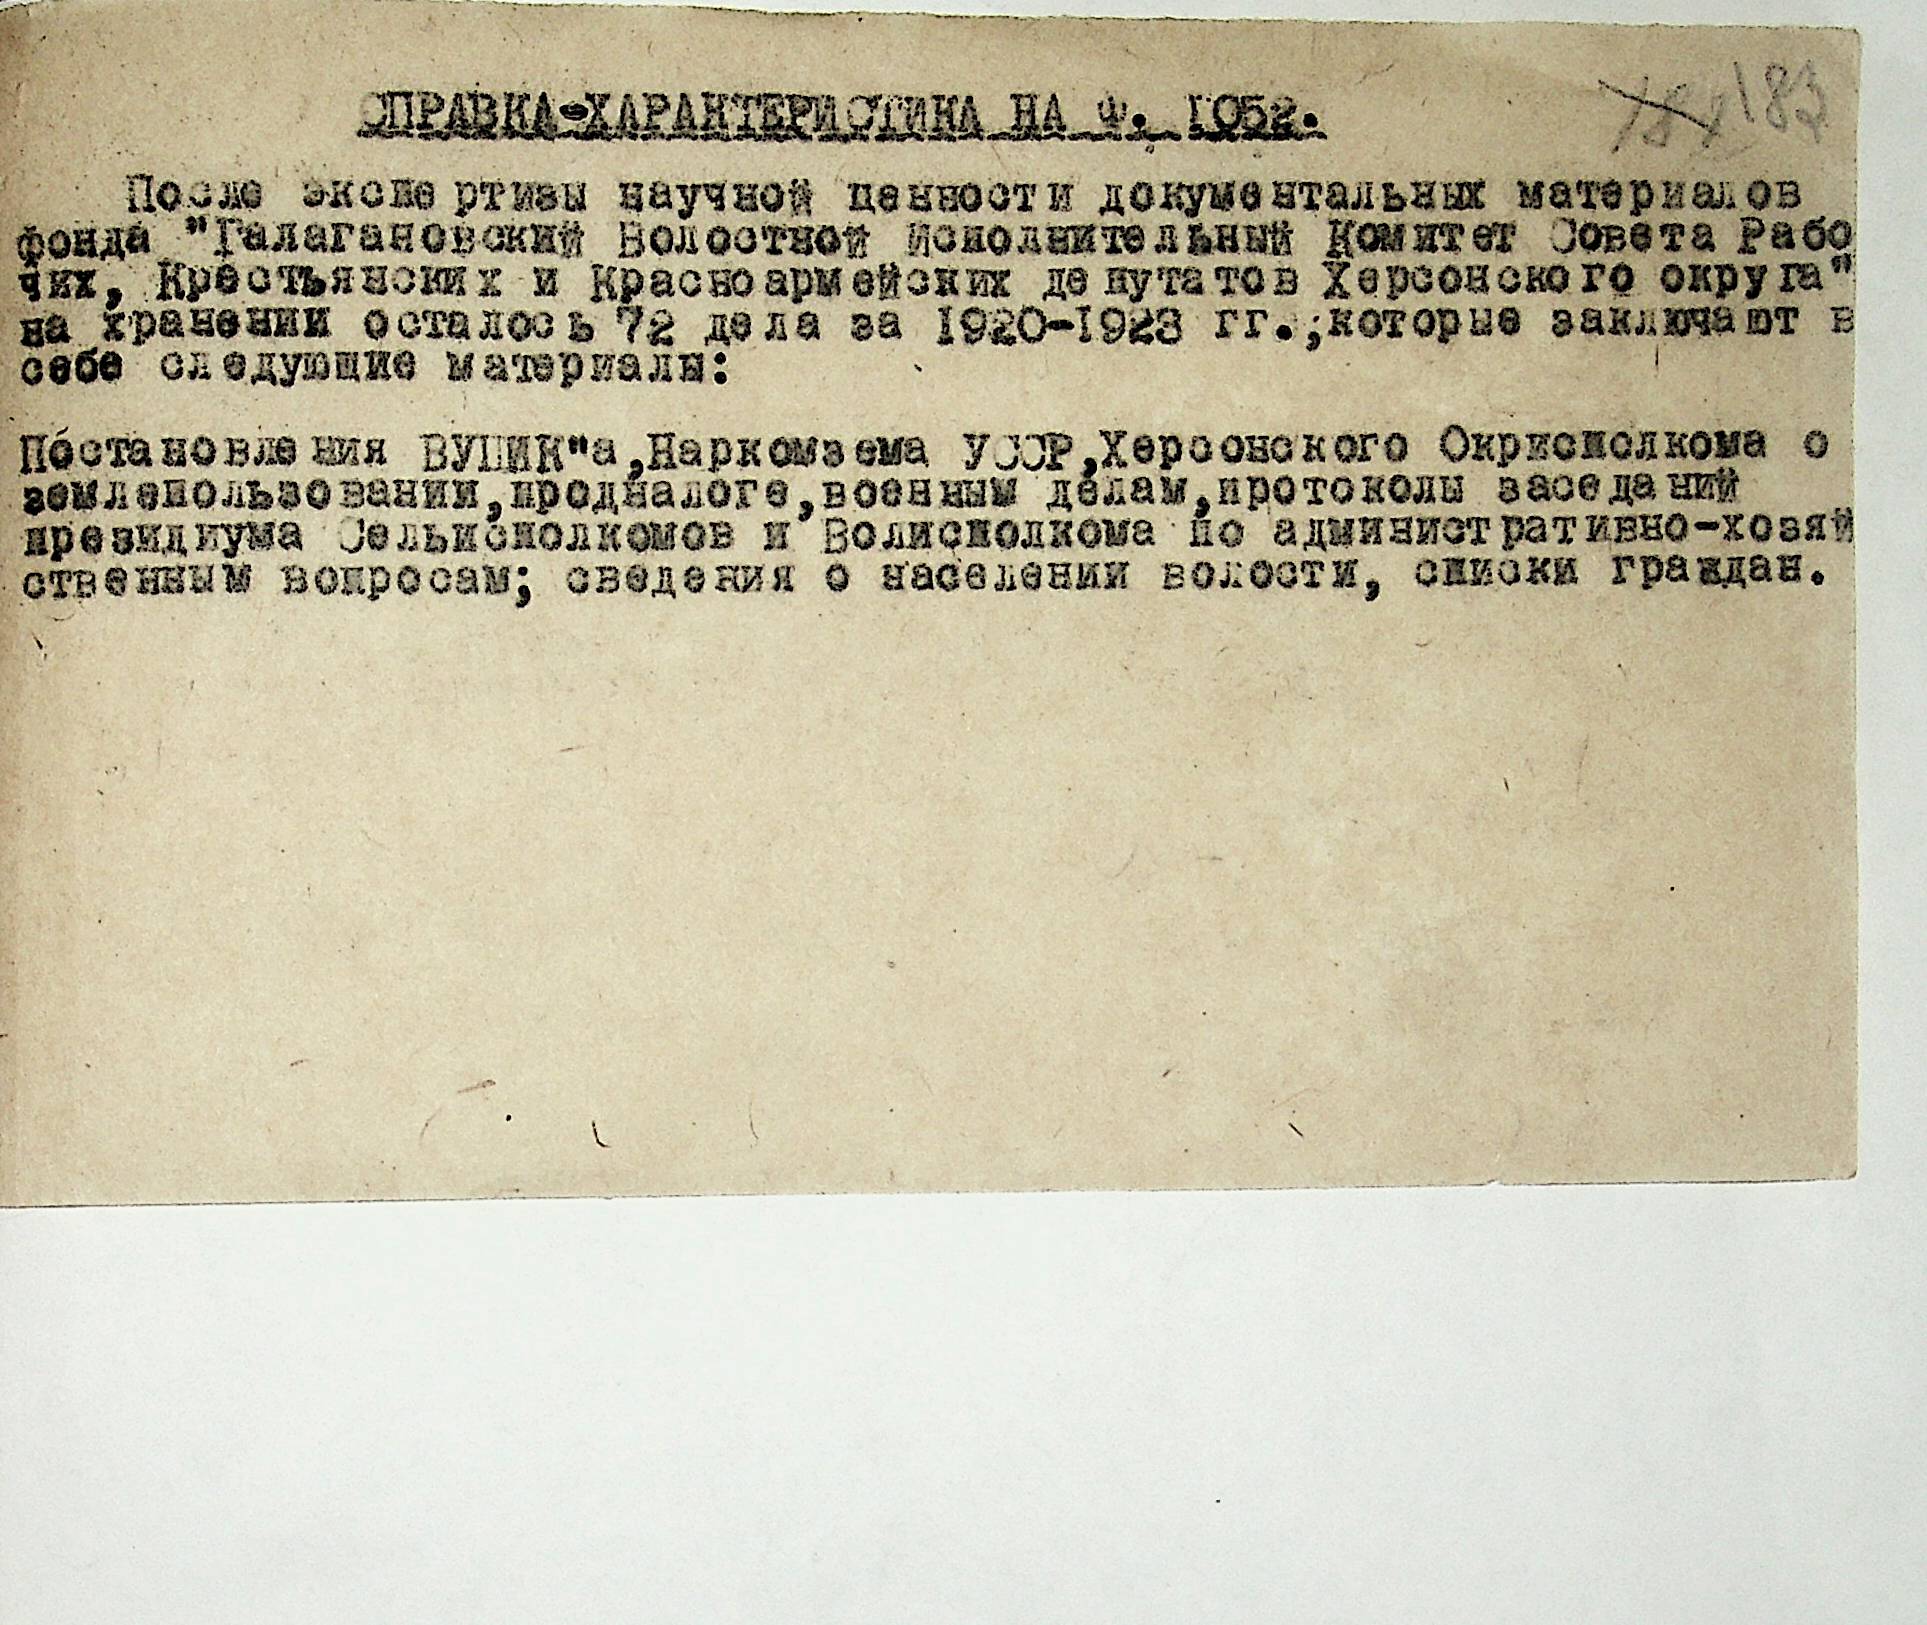 183
СПРАВКА-ХАРАКТЕРИСТИКА НА Ф. 1052.
После экспертизы научной ценности документальных материалов
фонда "Галагановский Волостной Исполнительный Комитет Совета Рабо
чих, Крестьянских и Красноармейских депутатов Херсонского округа"
на хранении осталось 72 дела за 1920-1923 гг.;которые заключают в
себе следующие материалы:
Постановления ВУЦИК"а,Наркомзема УССР,Херсонского Окрисполкома о
землепользовании,продналоге,военным делам,протоколы заседаний
президиума Сельисполкомов и Волисполкома по административно-хозяй
ственным вопросам; сведения о населении волости, списки граждан.